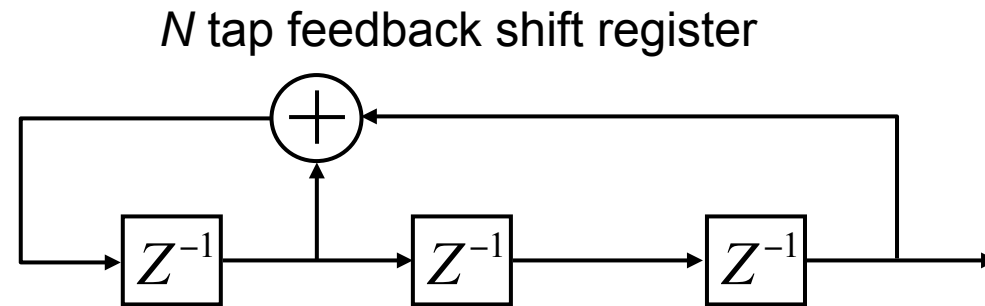 N tap feedback shift register
+
Z⁻¹ Z⁻¹ Z⁻¹